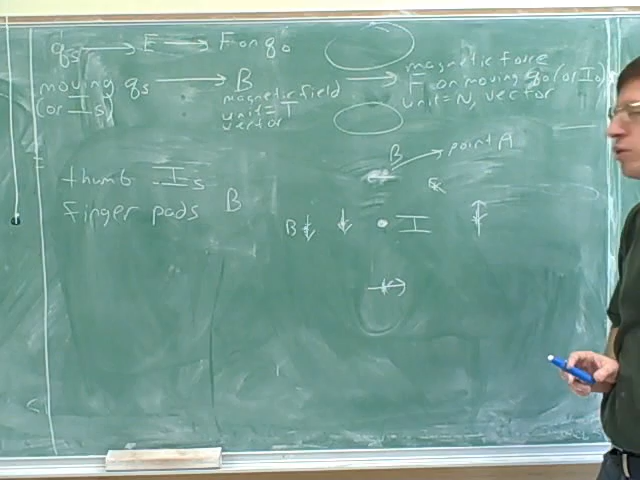 qs → E → F on q₀
moving qs → B → magnetic force
(or Is) magnetic field F on moving q₀ (or I₀)
unit = T unit = N, vector
vector
B → point A
thumb Is
finger pads B
B I